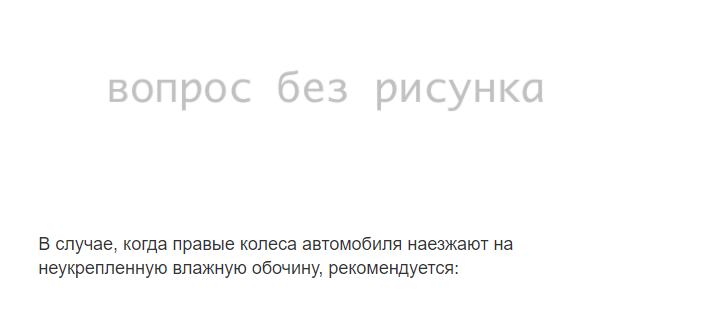 вопрос без рисунка
В случае, когда правые колеса автомобиля наезжают на
неукрепленную влажную обочину, рекомендуется: